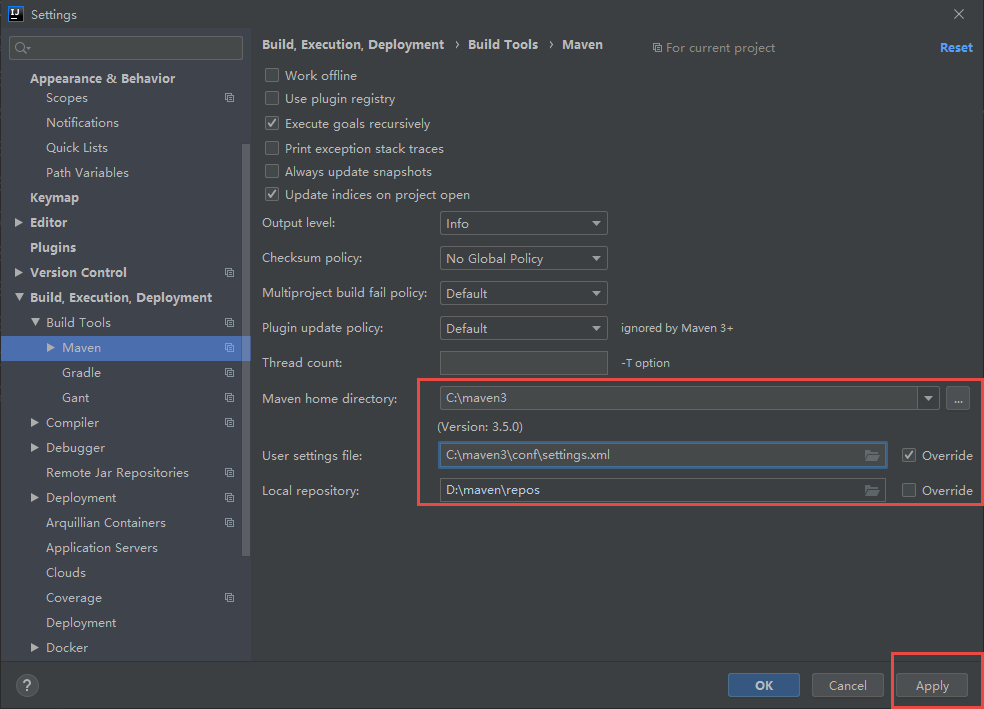 IJ Settings
Appearance & Behavior
Scopes
Notifications
Quick Lists
Path Variables
Keymap
Editor
Plugins
Version Control
Build, Execution, Deployment
Build Tools
Maven
Gradle
Gant
Compiler
Debugger
Remote Jar Repositories
Deployment
Arquillian Containers
Application Servers
Clouds
Coverage
Deployment
Docker
?
Build, Execution, Deployment › Build Tools › Maven For current project Reset
Work offline
Use plugin registry
Execute goals recursively
Print exception stack traces
Always update snapshots
Update indices on project open
Output level: Info
Checksum policy: No Global Policy
Multiproject build fail policy: Default
Plugin update policy: Default ignored by Maven 3+
Thread count: -T option
Maven home directory: C:\maven3 ...
(Version: 3.5.0)
User settings file: C:\maven3\conf\settings.xml Override
Local repository: D:\maven\repos Override
OK Cancel Apply